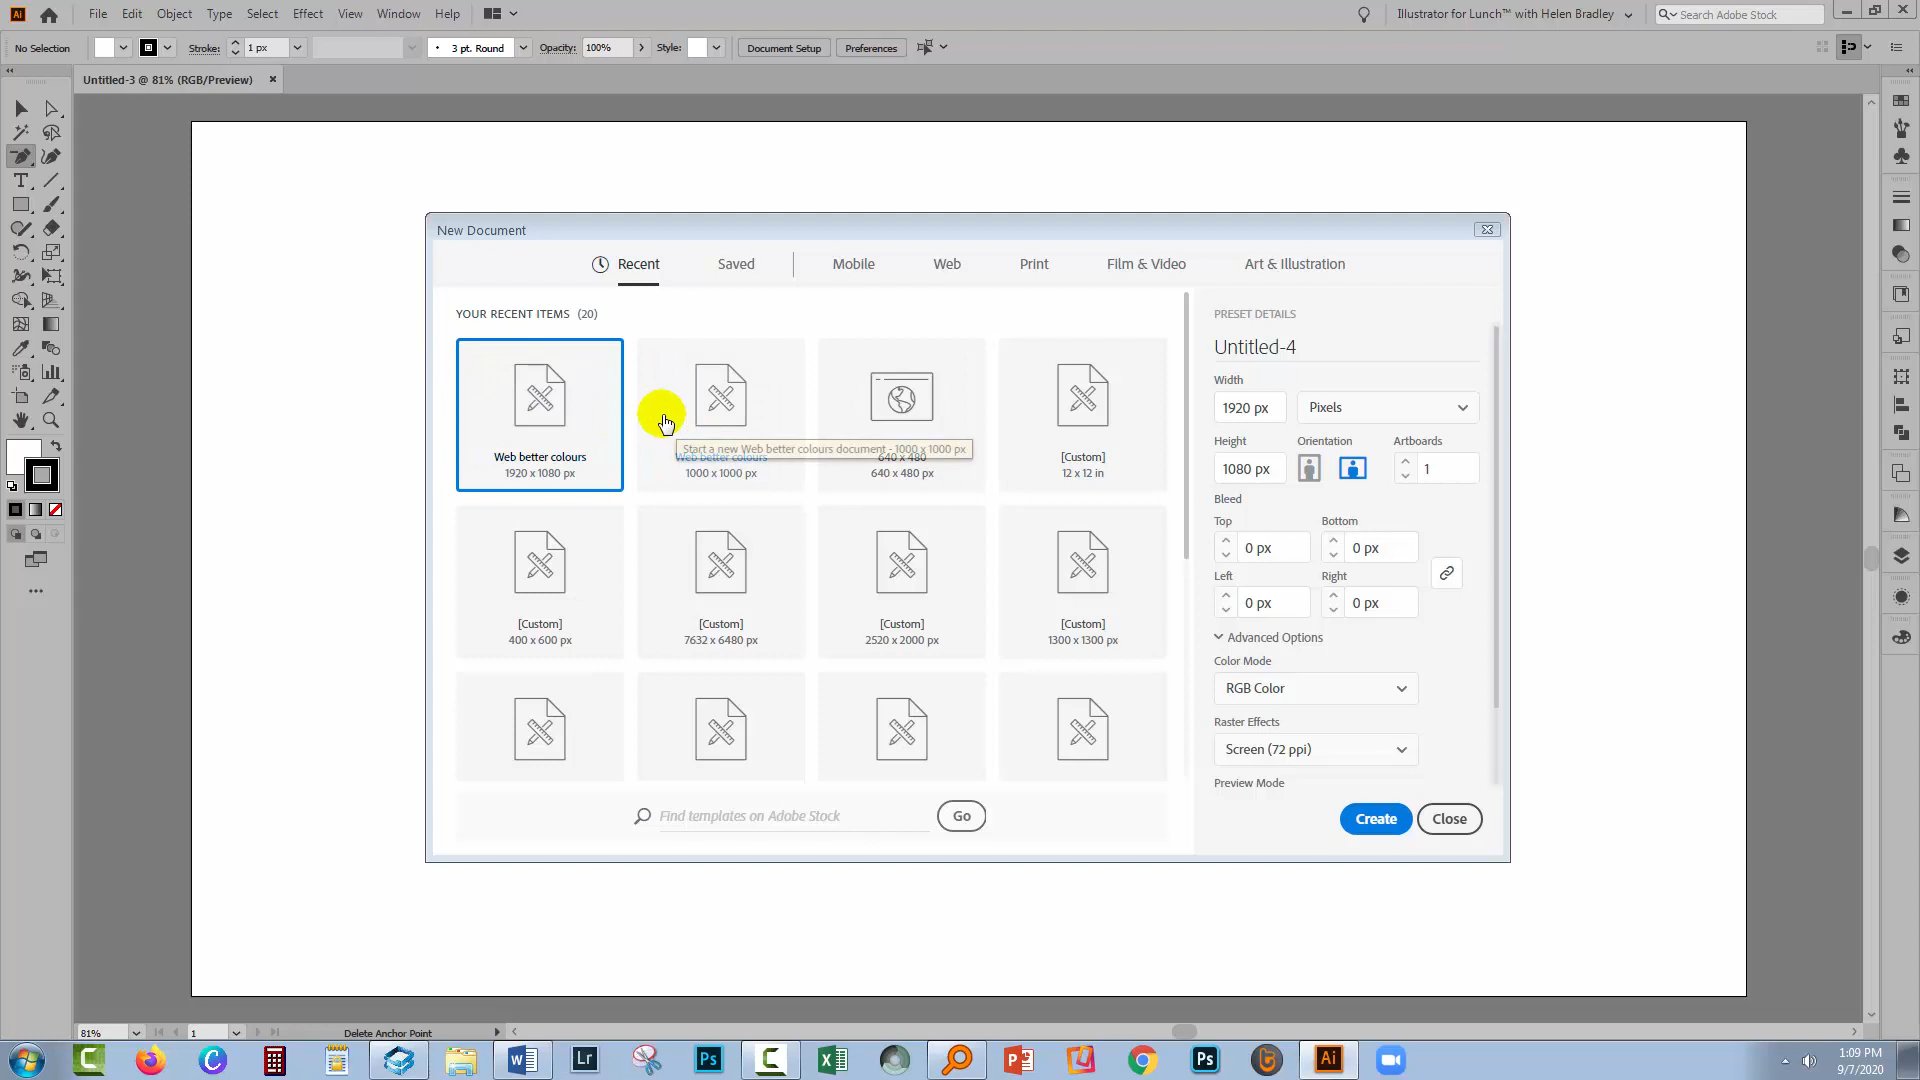 File Edit Object Type Select Effect View Window Help
Illustrator for Lunch™ with Helen Bradley
Search Adobe Stock
No Selection
Stroke: 1 px
3 pt. Round
Opacity: 100%
Style:
Document Setup
Preferences
Untitled-3 @ 81% (RGB/Preview)
New Document
Recent Saved Mobile Web Print Film & Video Art & Illustration
YOUR RECENT ITEMS (20)
Web better colours
1920 x 1080 px
Start a new Web better colours document - 1000 x 1000 px
Web better colours
1000 x 1000 px
640 x 480
640 x 480 px
[Custom]
12 x 12 in
[Custom]
400 x 600 px
[Custom]
7632 x 6480 px
[Custom]
2520 x 2000 px
[Custom]
1300 x 1300 px
Find templates on Adobe Stock
Go
PRESET DETAILS
Untitled-4
Width
1920 px Pixels
Height Orientation Artboards
1080 px 1
Bleed
Top Bottom
0 px 0 px
Left Right
0 px 0 px
Advanced Options
Color Mode
RGB Color
Raster Effects
Screen (72 ppi)
Preview Mode
Create Close
81% 1 Delete Anchor Point
1:09 PM
9/7/2020